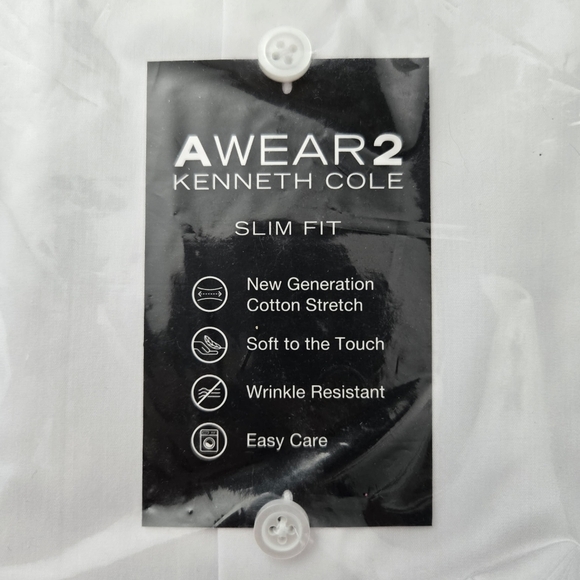 AWEAR2
KENNETH COLE
SLIM FIT
New Generation
Cotton Stretch
Soft to the Touch
Wrinkle Resistant
Easy Care